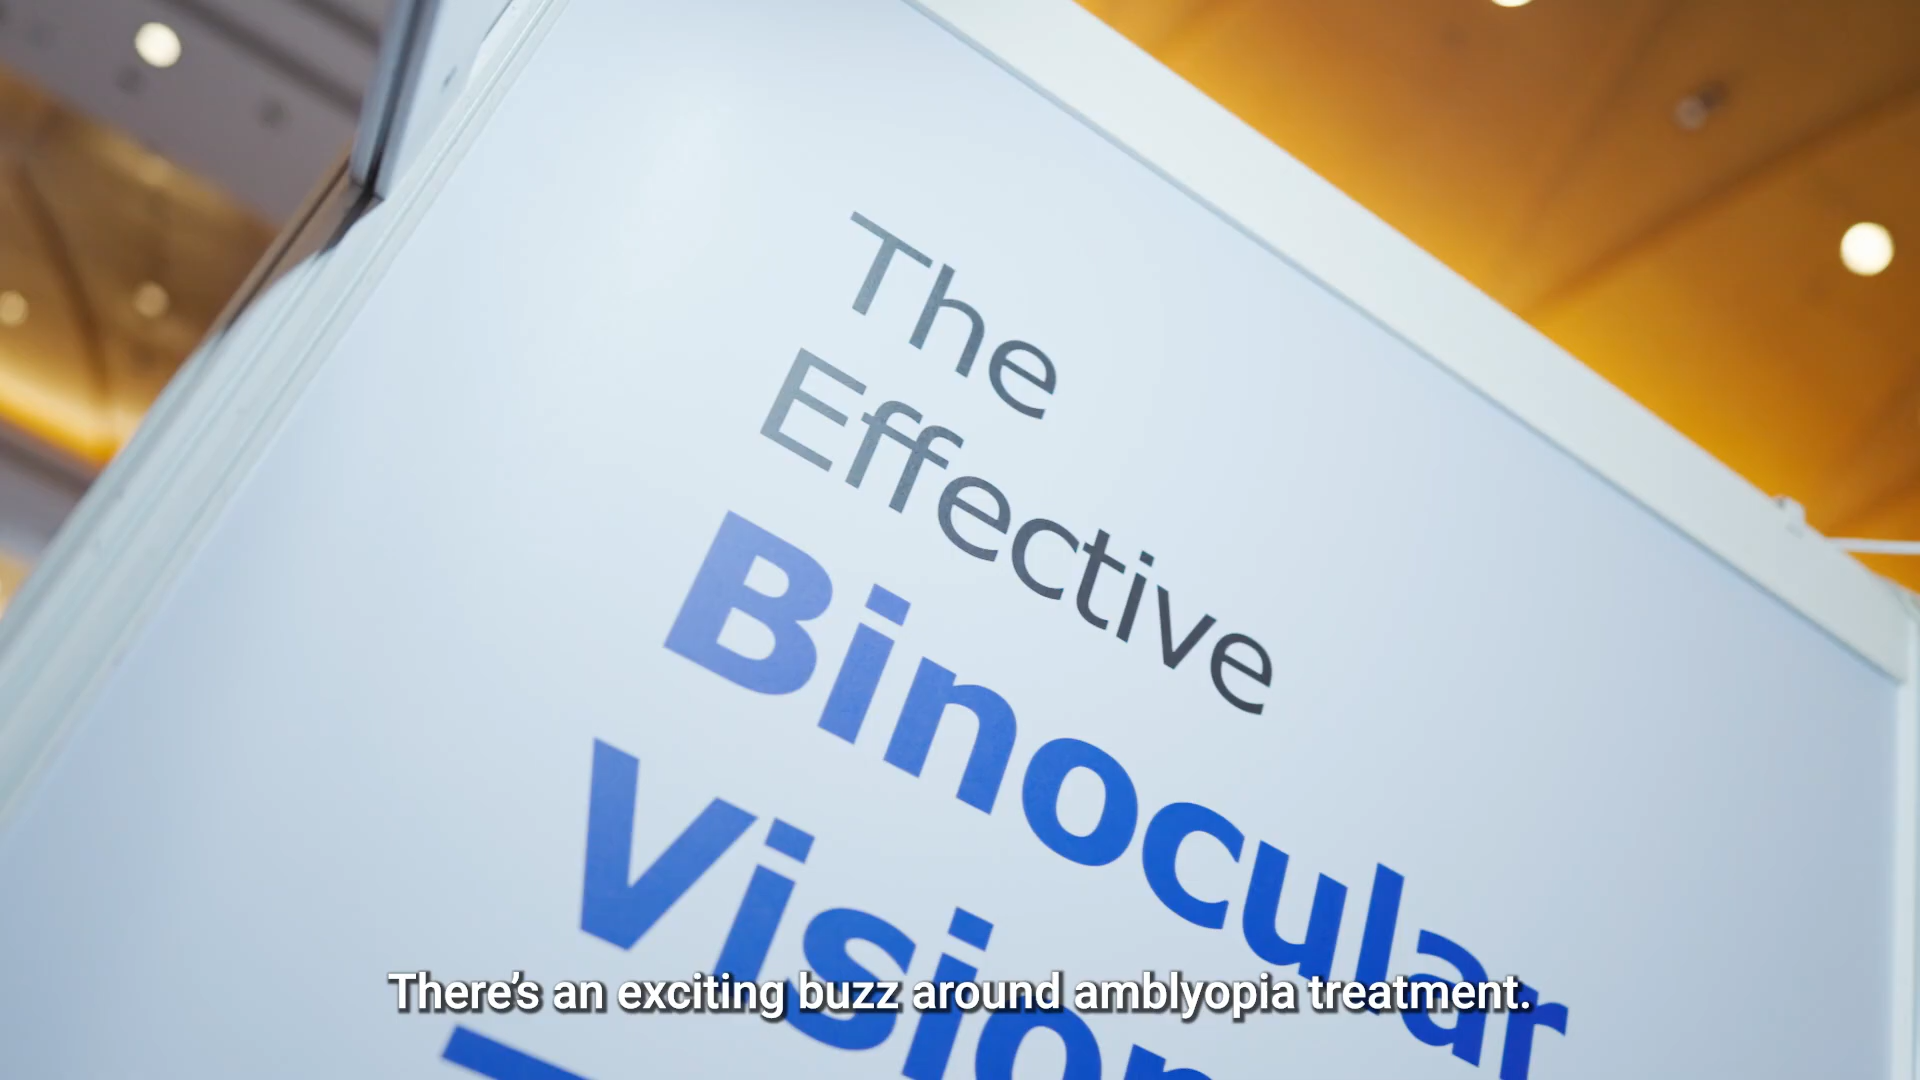 The
Effective
Binocular
Vision
There's an exciting buzz around amblyopia treatment.